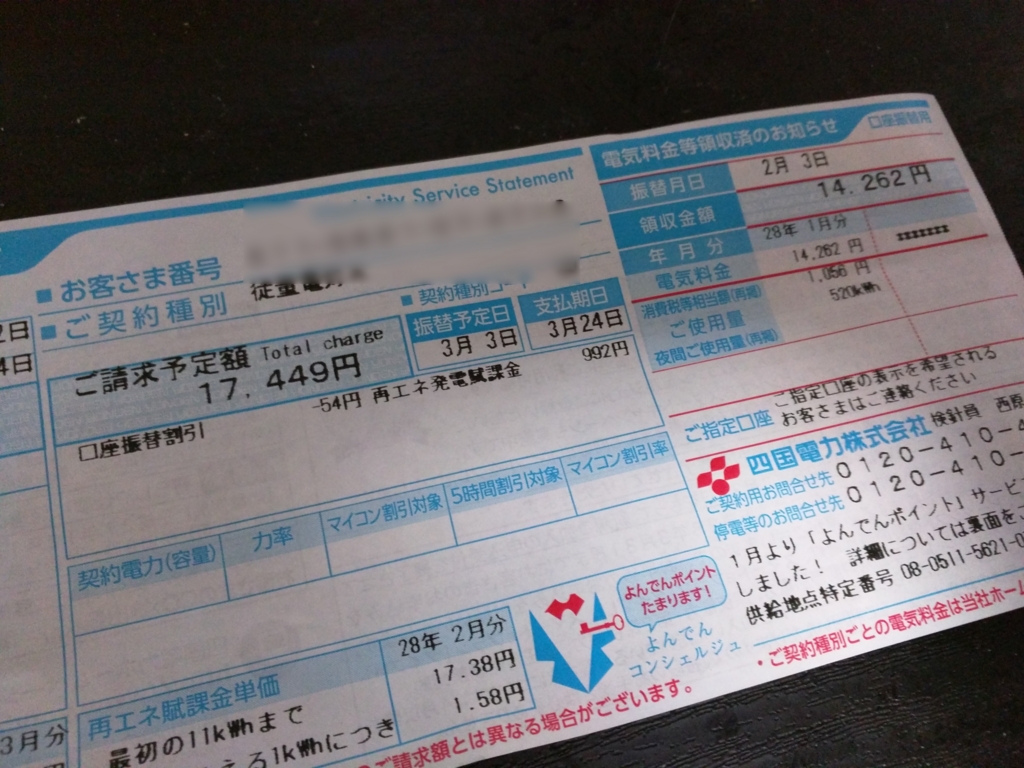 Service Statement
■お客さま番号
■ご契約種別
従量電灯
■契約種別コード
2日
4日
ご請求予定額 Total charge
17,449円
振替予定日
3月 3日
支払期日
3月24日
口座振替割引
-54円
再エネ発電賦課金
992円
契約電力(容量)
力率
マイコン割引対象
5時間割引対象
マイコン割引率
再エネ賦課金単価
28年 2月分
最初の11kWhまで
17.38円
える1kWhにつき
1.58円
3月分
よんでんポイント
たまります!
よんでん
コンシェルジュ
ご請求額とは異なる場合がございます。
電気料金等領収済のお知らせ
口座振替用
振替月日
2月 3日
領収金額
14,262円
年月分
28年 1月分
電気料金
14,262 円
*******
消費税等相当額(再掲)
1,056 円
ご使用量
520kWh
夜間ご使用量(再掲)
ご指定口座
ご指定口座の表示を希望される
お客さまはご連絡ください
四国電力株式会社
検針員 西原
ご契約用お問合せ先 0120-410-
停電等のお問合せ先 0120-410-
1月より「よんでんポイント」サービ
しました! 詳細については裏面をご
供給地点特定番号 08-0511-5621-0
・ご契約種別ごとの電気料金は当社ホーム